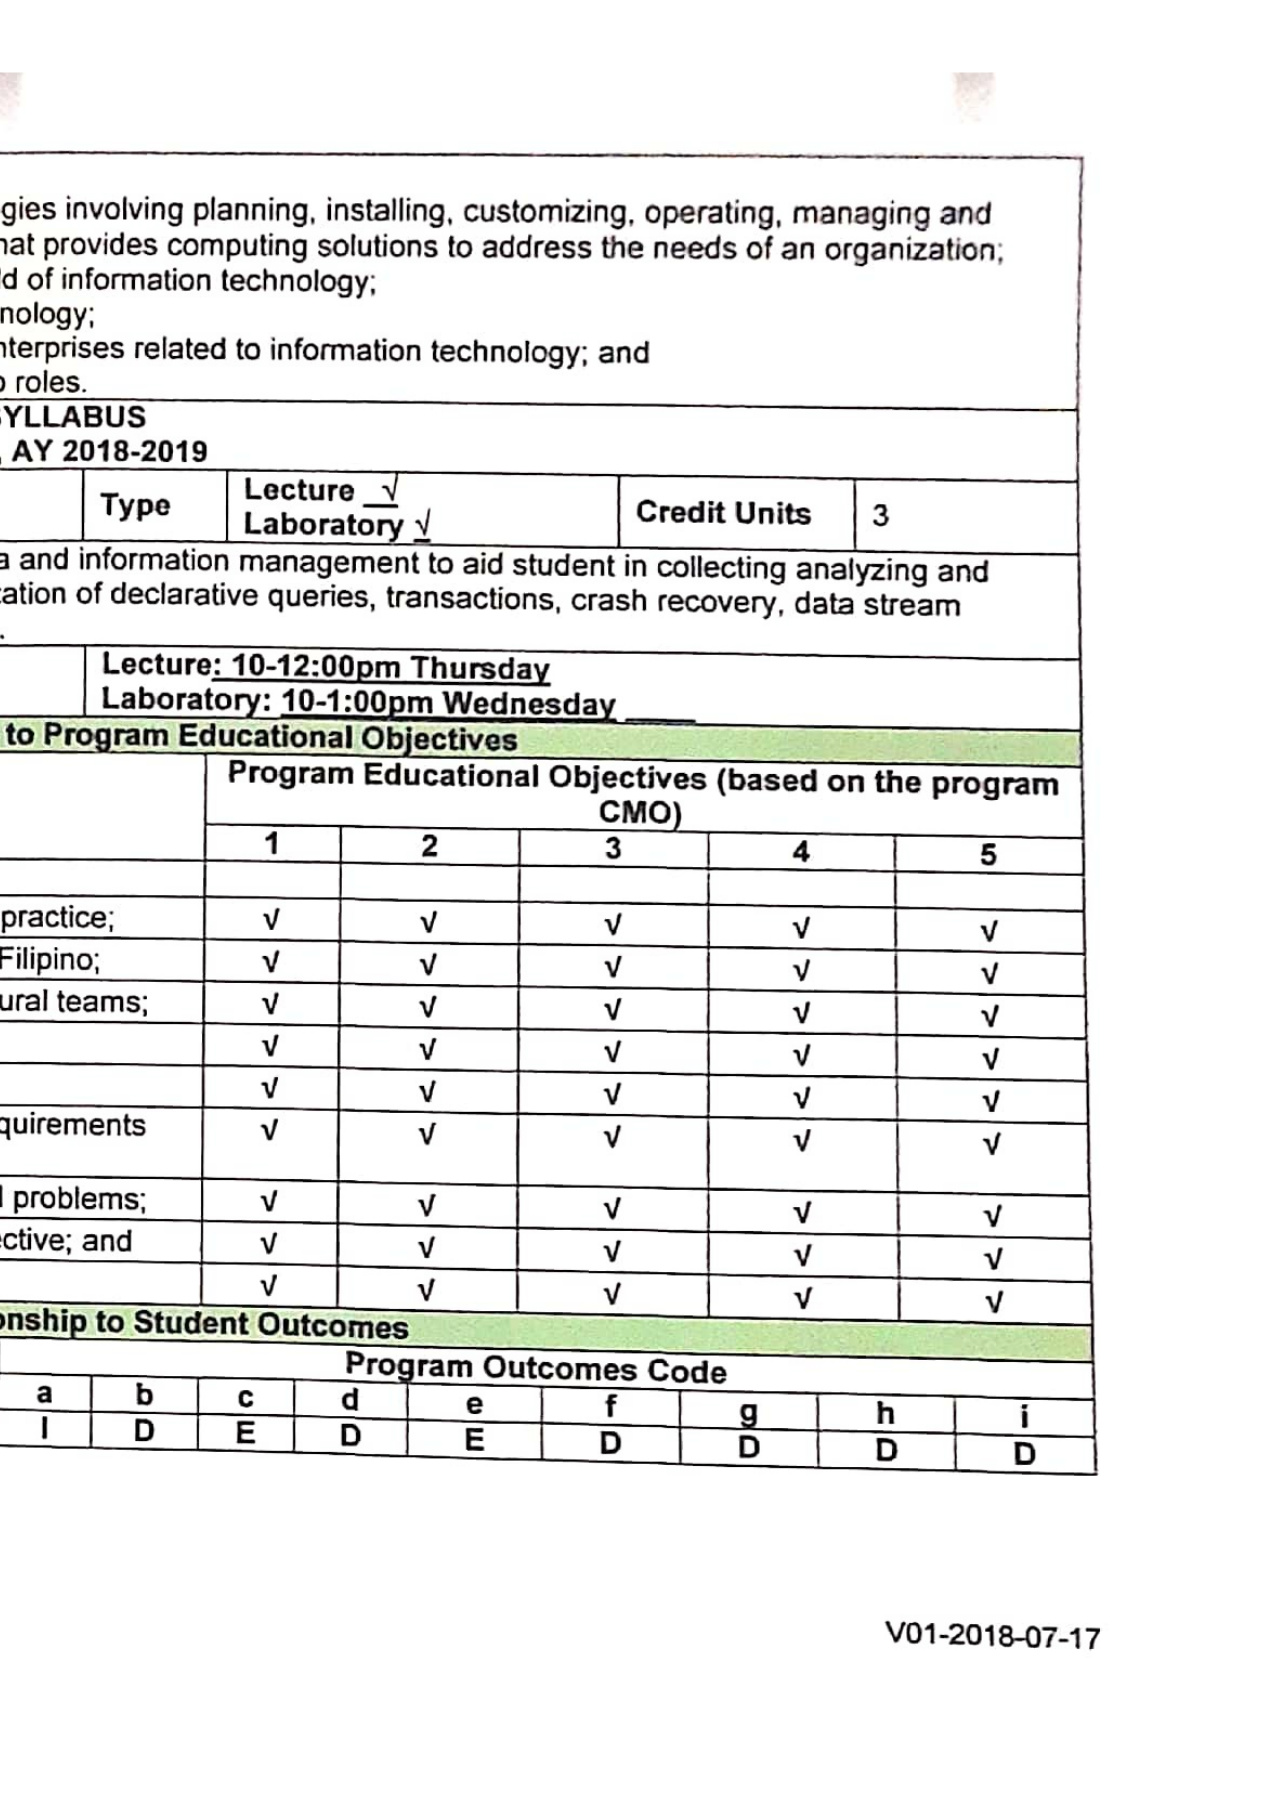 gies involving planning, installing, customizing, operating, managing and
hat provides computing solutions to address the needs of an organization;
d of information technology;
nology;
nterprises related to information technology; and
o roles.
SYLLABUS
, AY 2018-2019
Type Lecture √ Credit Units 3
Laboratory √
a and information management to aid student in collecting analyzing and
ation of declarative queries, transactions, crash recovery, data stream
.
Lecture: 10-12:00pm Thursday
Laboratory: 10-1:00pm Wednesday ____
to Program Educational Objectives
Program Educational Objectives (based on the program
CMO)
1 2 3 4 5
practice; √ √ √ √ √
Filipino; √ √ √ √ √
ural teams; √ √ √ √ √
√ √ √ √ √
√ √ √ √ √
quirements √ √ √ √ √
l problems; √ √ √ √ √
ective; and √ √ √ √ √
√ √ √ √ √
onship to Student Outcomes
Program Outcomes Code
a b c d e f g h i
I D E D E D D D D
V01-2018-07-17